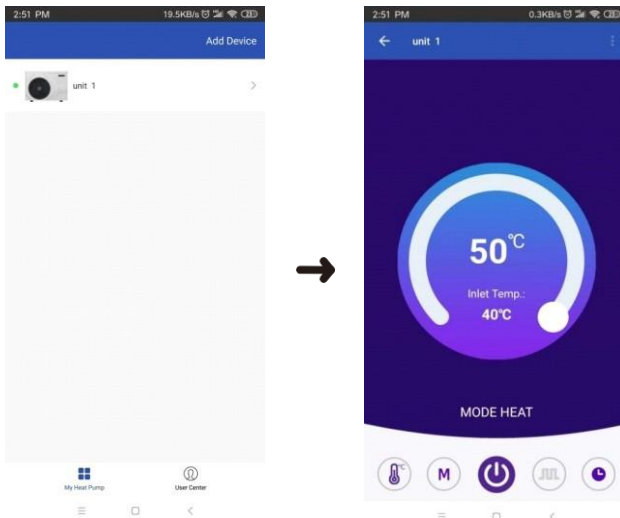 2:51 PM 19.5KB/s
Add Device
unit 1
My Heat Pump User Center
2:51 PM 0.3KB/s
unit 1
50°C
Inlet Temp.:
40°C
MODE HEAT
°C M